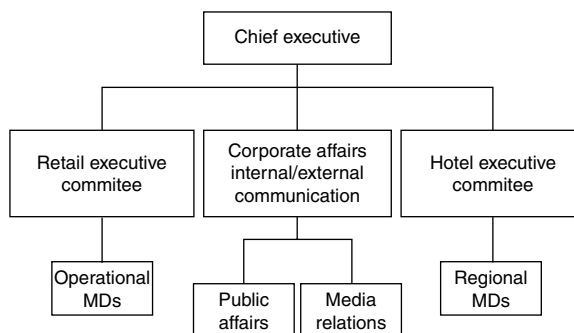 Chief executive
Retail executive
commitee
Corporate affairs
internal/external
communication
Hotel executive
commitee
Operational
MDs
Public
affairs
Media
relations
Regional
MDs